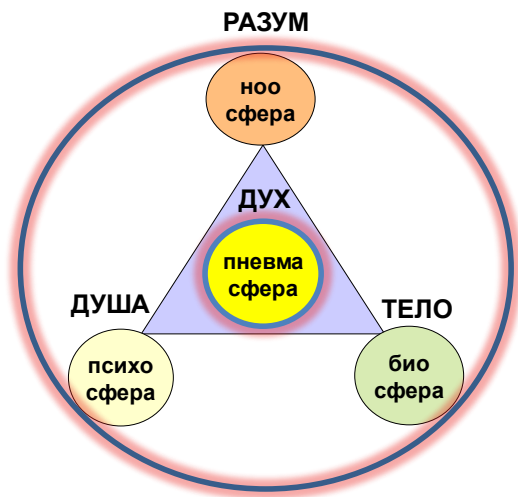 РАЗУМ
ноо
сфера
ДУХ
пневма
сфера
ДУША
ТЕЛО
психо
сфера
био
сфера